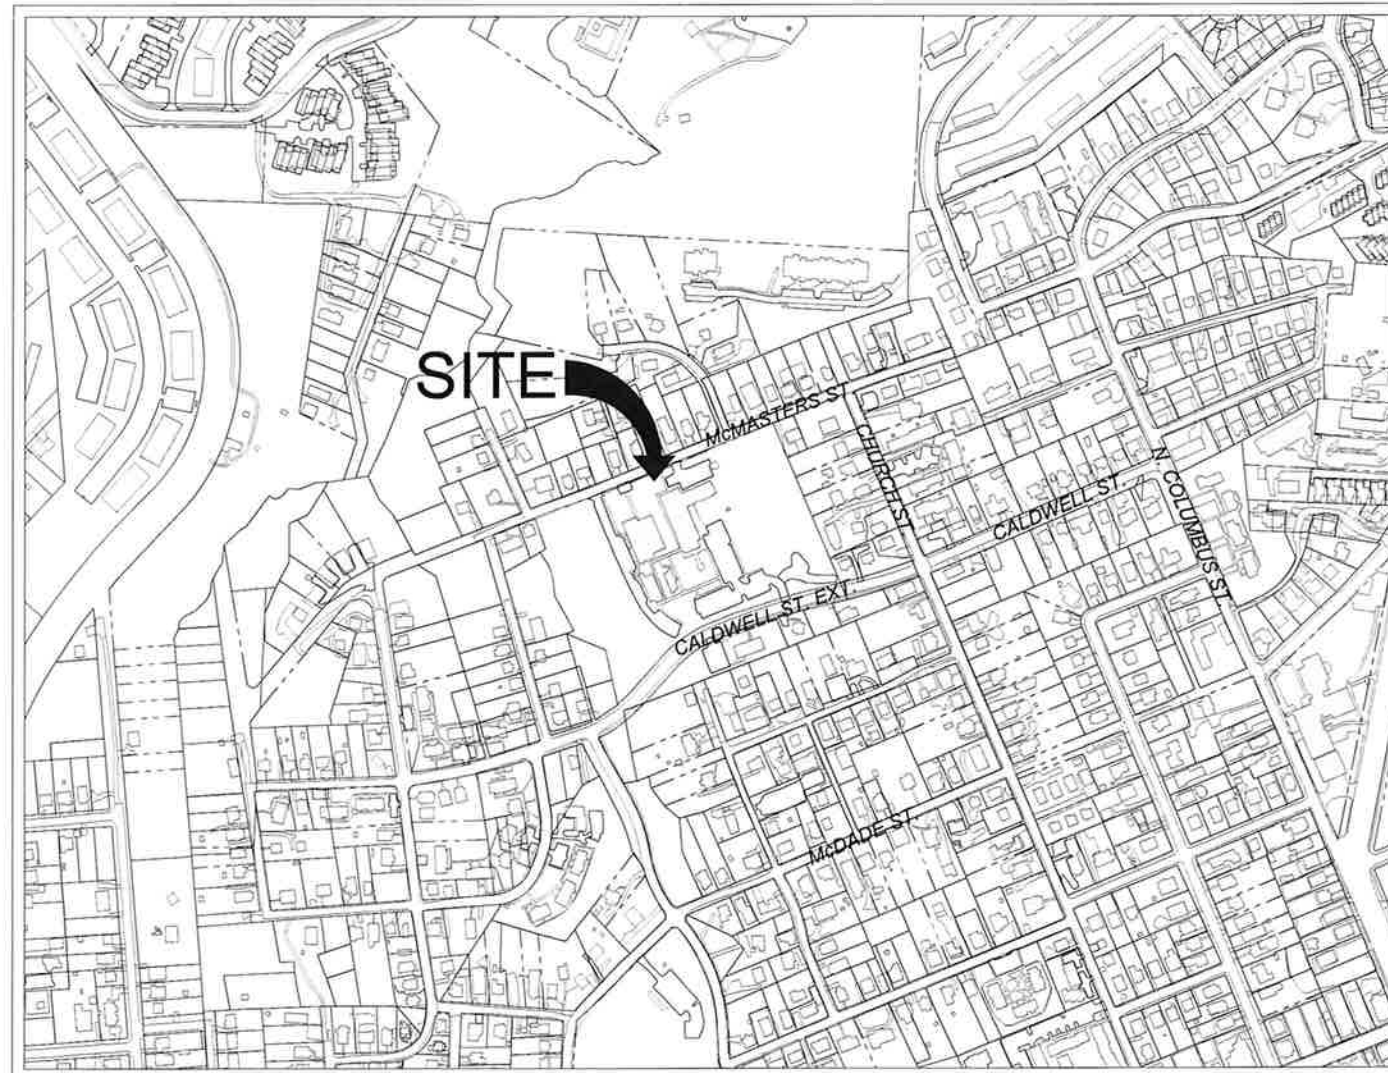 SITE
McMASTERS ST.
CHURCH ST.
N. COLUMBUS ST.
CALDWELL ST.
CALDWELL ST. EXT.
McDADE ST.